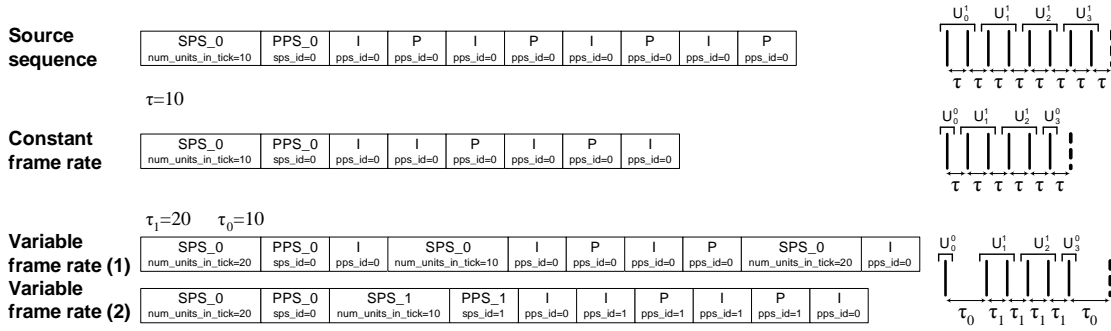 Source sequence
SPS_0 PPS_0 I P I P I P I P
num_units_in_tick=10 sps_id=0 pps_id=0 pps_id=0 pps_id=0 pps_id=0 pps_id=0 pps_id=0 pps_id=0 pps_id=0
U₀¹ U₁¹ U₂¹ U₃¹
τ τ τ τ τ τ τ τ
τ=10
Constant frame rate
SPS_0 PPS_0 I I P I P I
num_units_in_tick=10 sps_id=0 pps_id=0 pps_id=0 pps_id=0 pps_id=0 pps_id=0 pps_id=0
U₀⁰ U₁¹ U₂¹ U₃⁰
τ τ τ τ τ τ
τ₁=20 τ₀=10
Variable frame rate (1)
SPS_0 PPS_0 I SPS_0 I P I P SPS_0 I
num_units_in_tick=20 sps_id=0 pps_id=0 num_units_in_tick=10 pps_id=0 pps_id=0 pps_id=0 pps_id=0 num_units_in_tick=20 pps_id=0
Variable frame rate (2)
SPS_0 PPS_0 SPS_1 PPS_1 I I P I P I
num_units_in_tick=20 sps_id=0 num_units_in_tick=10 sps_id=1 pps_id=0 pps_id=1 pps_id=1 pps_id=1 pps_id=1 pps_id=0
U₀⁰ U₁¹ U₂¹ U₃⁰
τ₀ τ₁ τ₁ τ₁ τ₁ τ₀